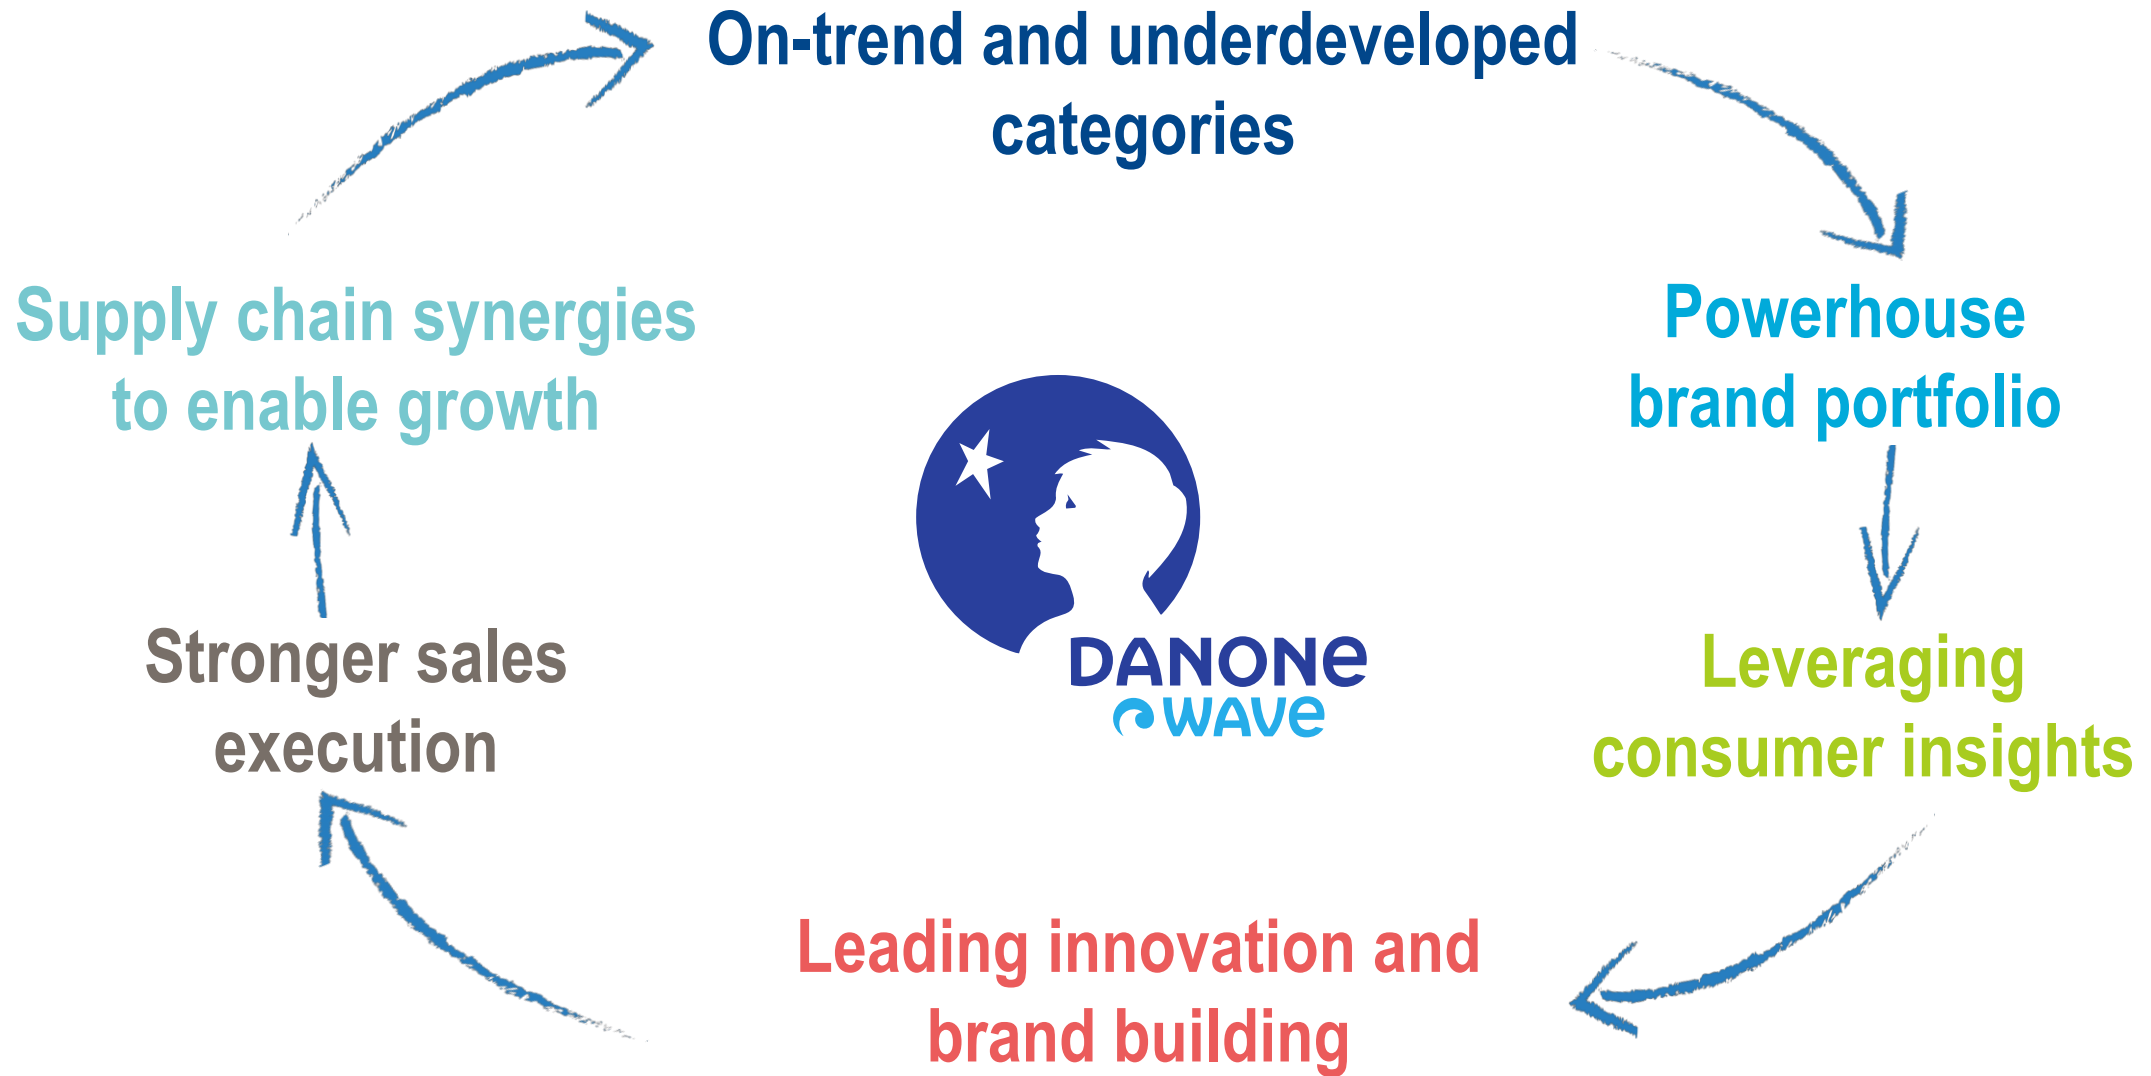 On-trend and underdeveloped
categories
Powerhouse
brand portfolio
Leveraging
consumer insights
Leading innovation and
brand building
Stronger sales
execution
Supply chain synergies
to enable growth
DANONE
WAVE